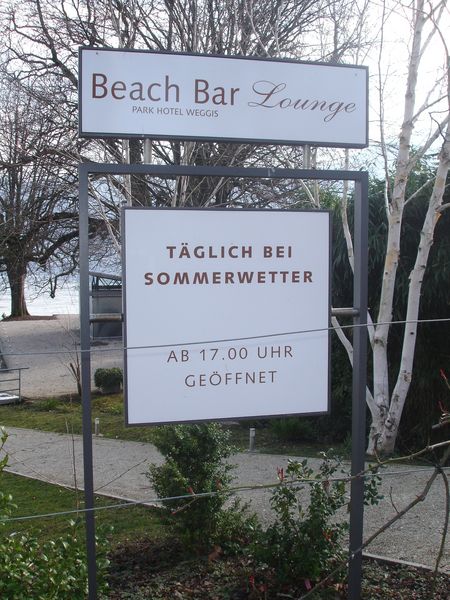 Beach Bar Lounge
PARK HOTEL WEGGIS
TÄGLICH BEI
SOMMERWETTER
AB 17.00 UHR
GEÖFFNET